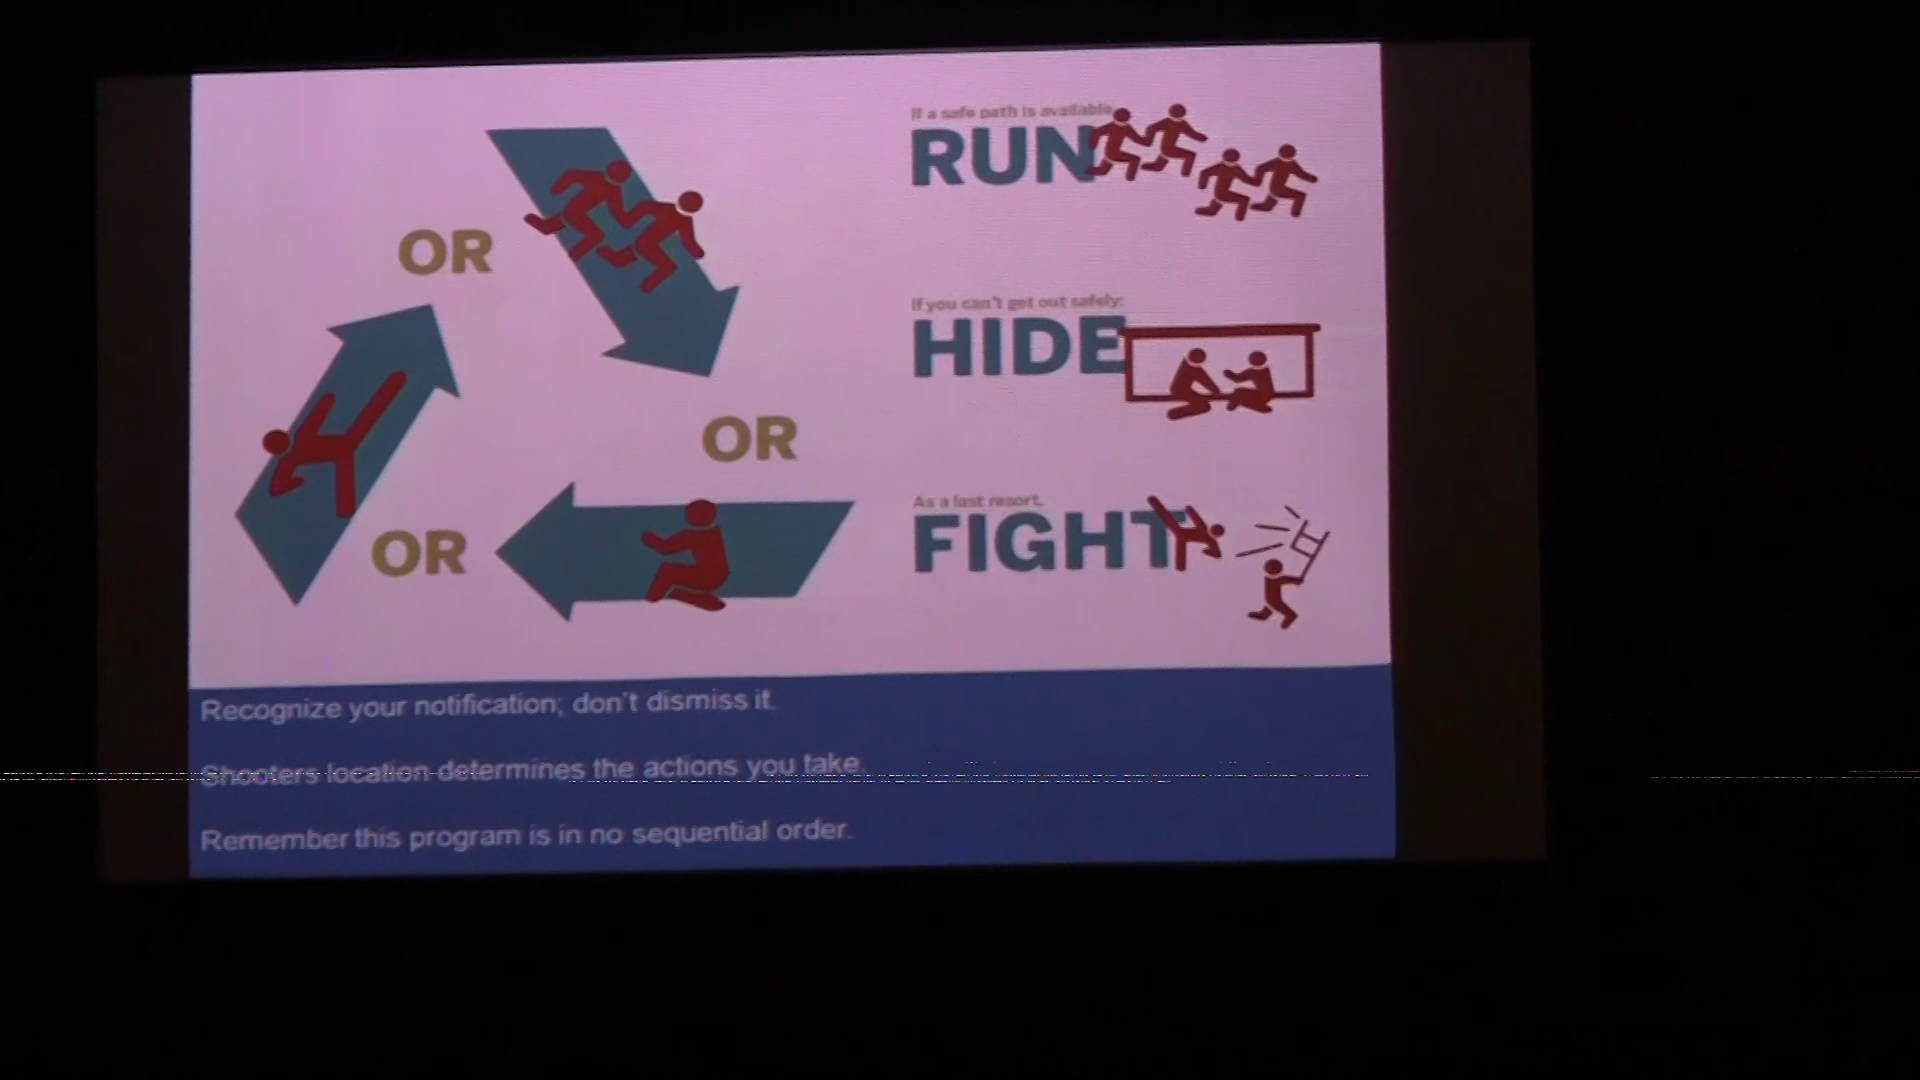 OR
OR
OR
If a safe path is available
RUN
If you can't get out safely:
HIDE
As a last resort,
FIGHT
Recognize your notification; don't dismiss it.
Shooters location determines the actions you take.
Remember this program is in no sequential order.